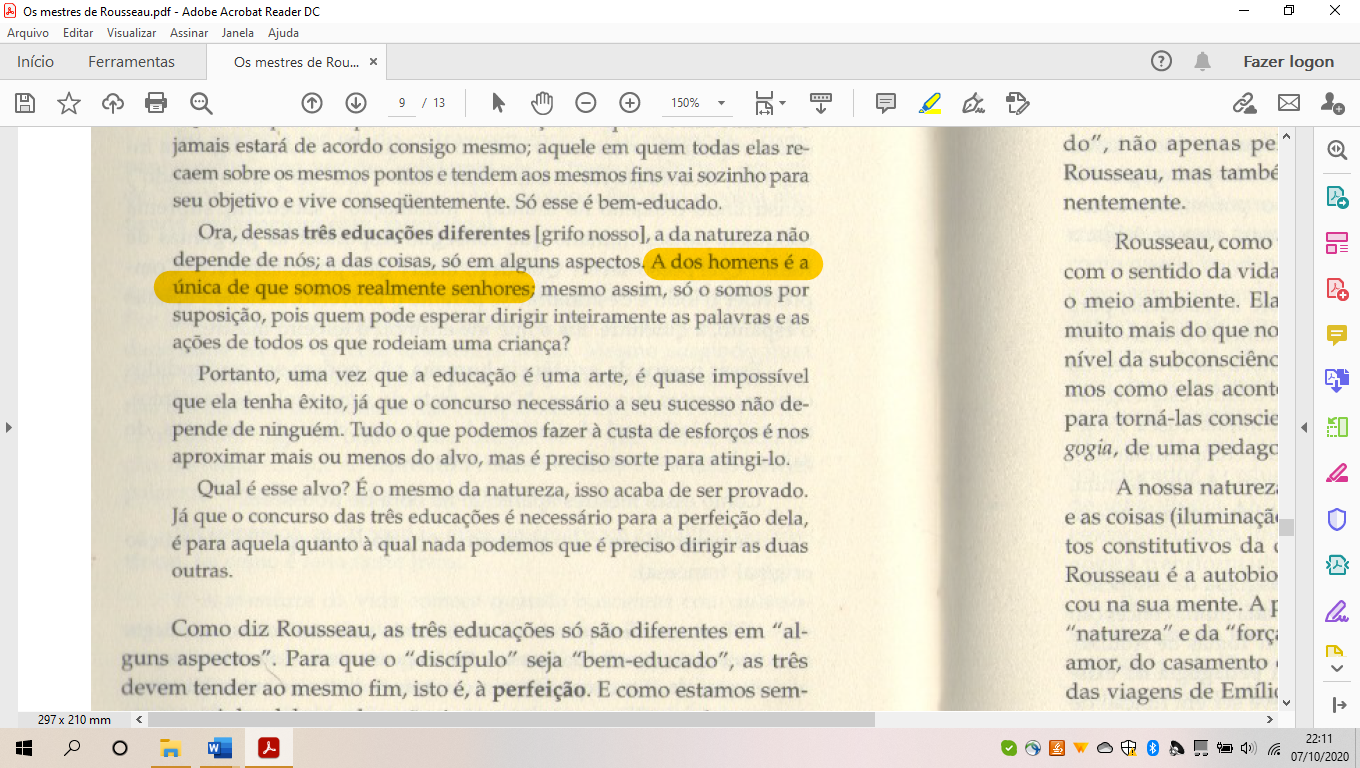 Os mestres de Rousseau.pdf - Adobe Acrobat Reader DC
Arquivo Editar Visualizar Assinar Janela Ajuda
Início Ferramentas Os mestres de Rou... Fazer logon
9 / 13 150%
jamais estará de acordo consigo mesmo; aquele em quem todas elas re-
caem sobre os mesmos pontos e tendem aos mesmos fins vai sozinho para
seu objetivo e vive conseqüentemente. Só esse é bem-educado.
Ora, dessas três educações diferentes [grifo nosso], a da natureza não
depende de nós; a das coisas, só em alguns aspectos. A dos homens é a
única de que somos realmente senhores; mesmo assim, só o somos por
suposição, pois quem pode esperar dirigir inteiramente as palavras e as
ações de todos os que rodeiam uma criança?
Portanto, uma vez que a educação é uma arte, é quase impossível
que ela tenha êxito, já que o concurso necessário a seu sucesso não de-
pende de ninguém. Tudo o que podemos fazer à custa de esforços é nos
aproximar mais ou menos do alvo, mas é preciso sorte para atingi-lo.
Qual é esse alvo? É o mesmo da natureza, isso acaba de ser provado.
Já que o concurso das três educações é necessário para a perfeição dela,
é para aquela quanto à qual nada podemos que é preciso dirigir as duas
outras.
Como diz Rousseau, as três educações só são diferentes em “al-
guns aspectos”. Para que o “discípulo” seja “bem-educado”, as três
devem tender ao mesmo fim, isto é, à perfeição. E como estamos sem-
do”, não apenas pe
Rousseau, mas també
nentemente.
Rousseau, como
com o sentido da vida
o meio ambiente. Ela
muito mais do que no
nível da subconsciênc
mos como elas aconte
para torná-las conscie
gogia, de uma pedago
A nossa natureza
e as coisas (iluminação
tos constitutivos da
Rousseau é a autobio
cou na sua mente. A p
“natureza” e da “força
amor, do casamento
das viagens de Emílio
297 x 210 mm
22:11
07/10/2020